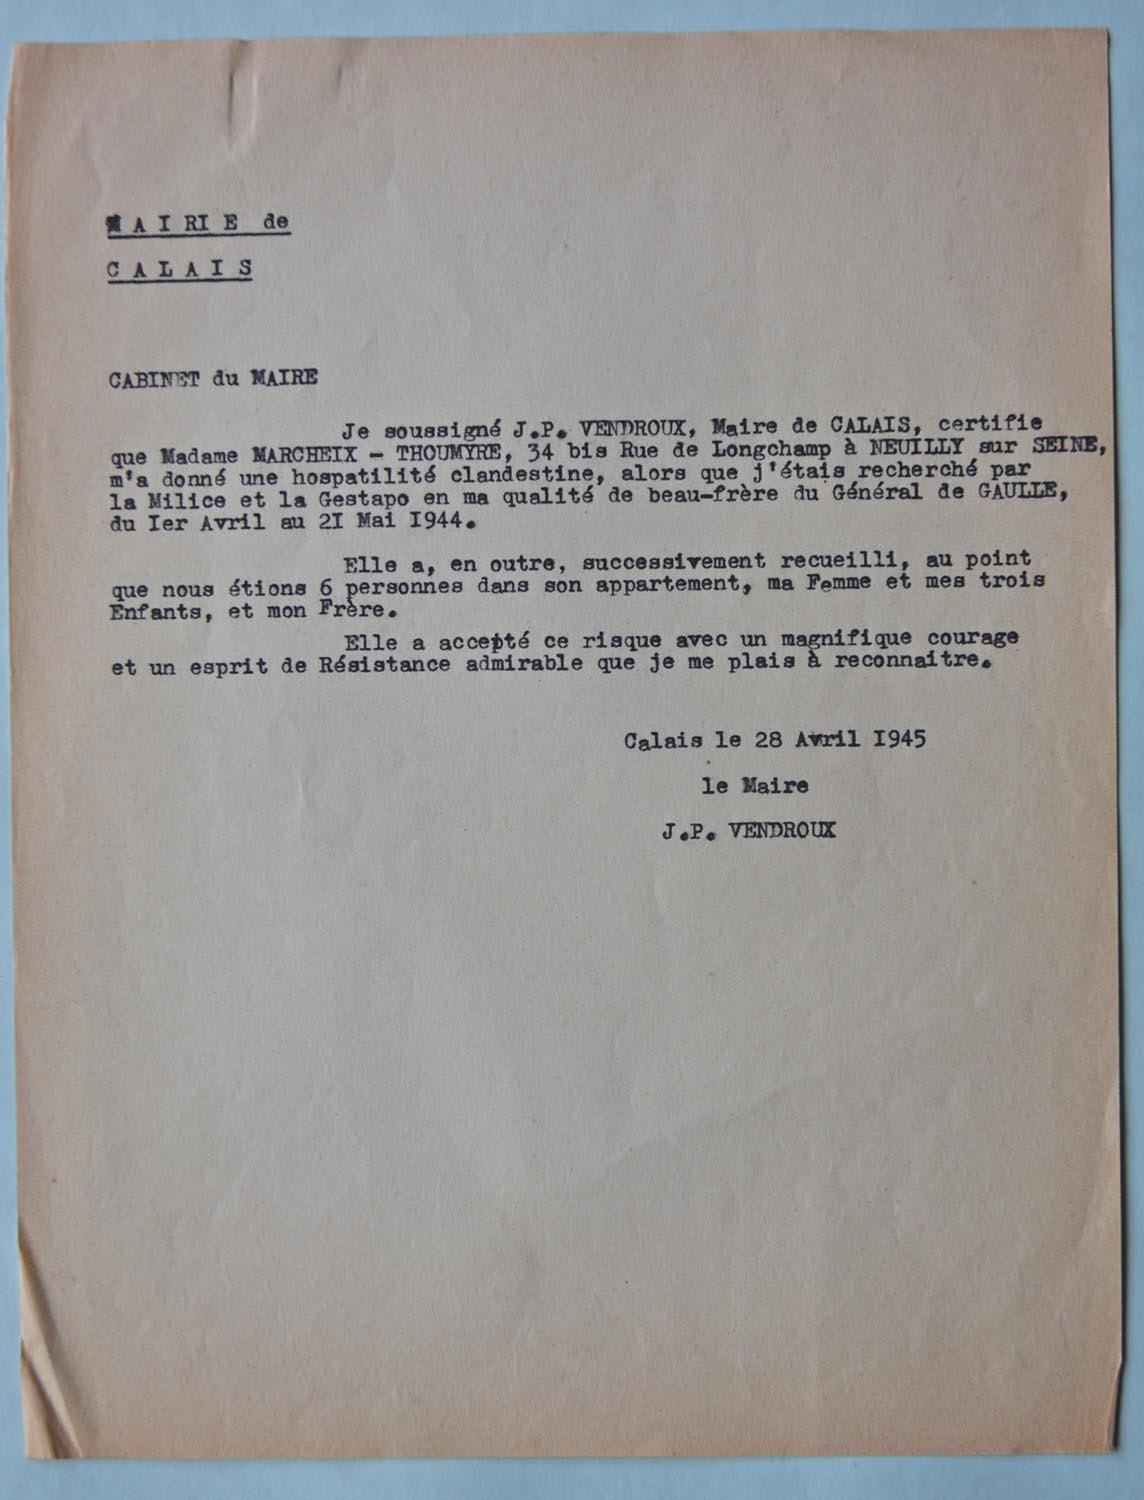 MAIRIE de
CALAIS
CABINET du MAIRE
Je soussigné J.P. VENDROUX, Maire de CALAIS, certifie
que Madame MARCHEIX - THOUMYRE, 34 bis Rue de Longchamp à NEUILLY sur SEINE,
m'a donné une hospatilité clandestine, alors que j'étais recherché par
la Milice et la Gestapo en ma qualité de beau-frère du Général de GAULLE,
du Ier Avril au 2I Mai I944.
Elle a, en outre, successivement recueilli, au point
que nous étions 6 personnes dans son appartement, ma Femme et mes trois
Enfants, et mon Frère.
Elle a accepté ce risque avec un magnifique courage
et un esprit de Résistance admirable que je me plais à reconnaitre.
Calais le 28 Avril I945
le Maire
J.P. VENDROUX